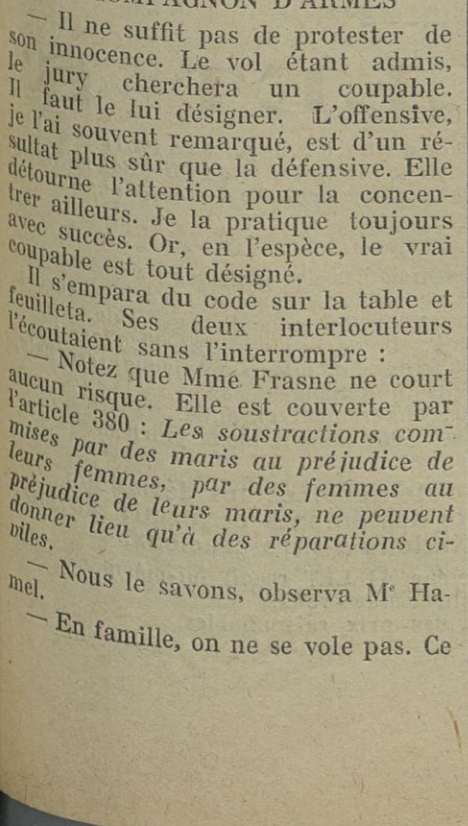 COMPAGNON D'ARMES
— Il ne suffit pas de protester de
son innocence. Le vol étant admis,
le jury cherchera un coupable.
Il faut le lui désigner. L'offensive,
je l'ai souvent remarqué, est d'un ré-
sultat plus sûr que la défensive. Elle
détourne l'attention pour la concen-
trer ailleurs. Je la pratique toujours
avec succès. Or, en l'espèce, le vrai
coupable est tout désigné.
Il s'empara du code sur la table et
feuilleta. Ses deux interlocuteurs
l'écoutaient sans l'interrompre :
— Notez que Mme Frasne ne court
aucun risque. Elle est couverte par
l'article 380 : Les soustractions com-
mises par des maris au préjudice de
leurs femmes, par des femmes au
préjudice de leurs maris, ne peuvent
donner lieu qu'à des réparations ci-
viles.
— Nous le savons, observa Me Ha-
mel.
— En famille, on ne se vole pas. Ce